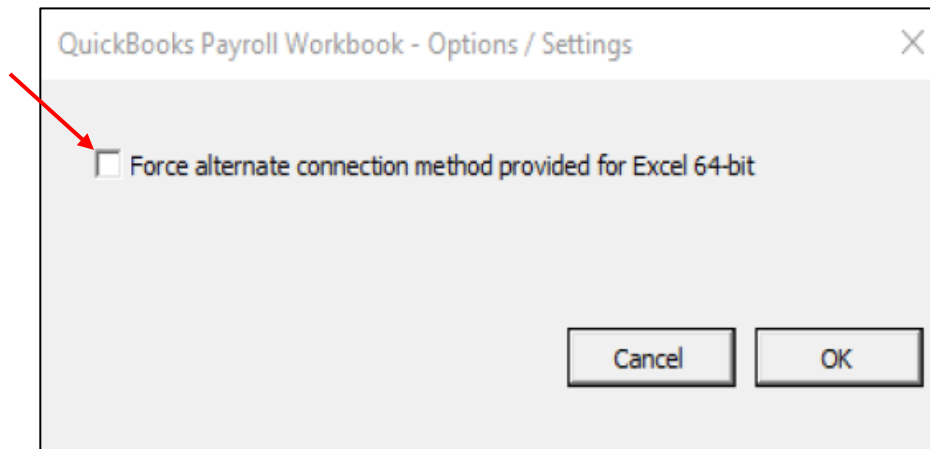 QuickBooks Payroll Workbook - Options / Settings
Force alternate connection method provided for Excel 64-bit
Cancel OK